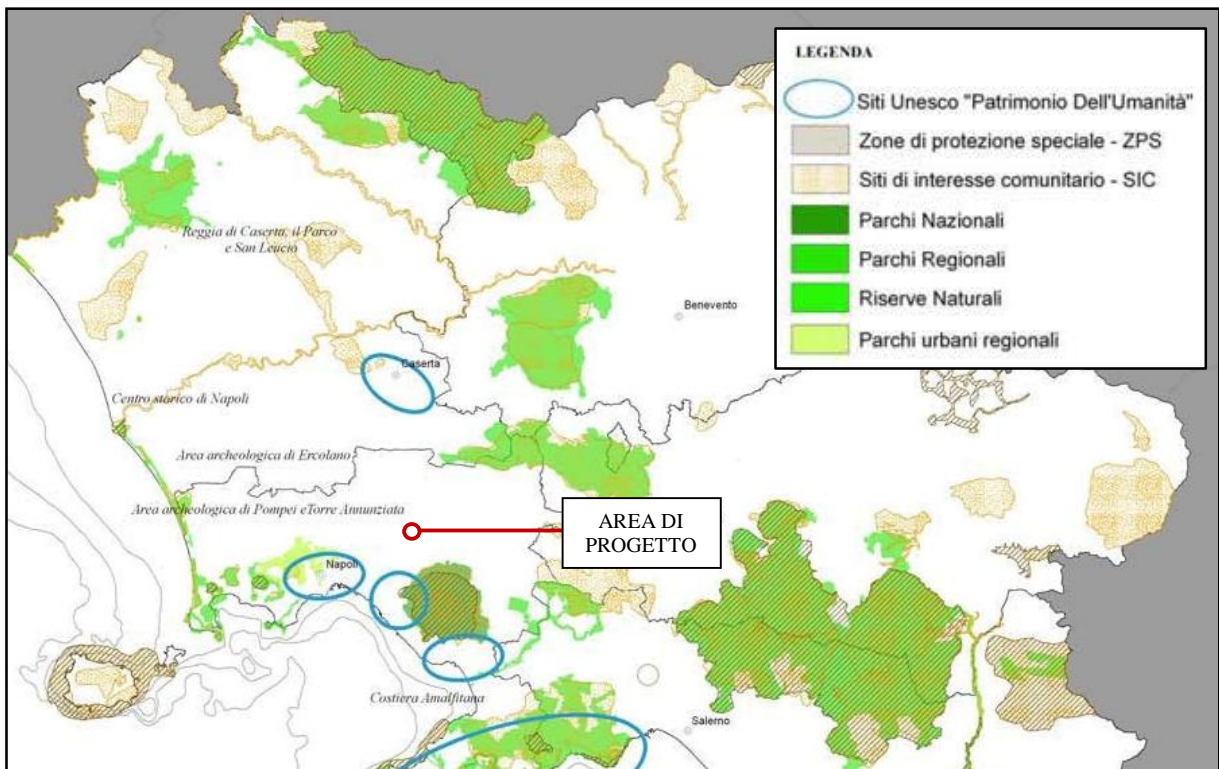 LEGENDA
Siti Unesco "Patrimonio Dell'Umanità"
Zone di protezione speciale - ZPS
Siti di interesse comunitario - SIC
Parchi Nazionali
Parchi Regionali
Riserve Naturali
Parchi urbani regionali
Reggia di Caserta, il Parco
e San Leucio
Benevento
Caserta
Centro storico di Napoli
Area archeologica di Ercolano
Area archeologica di Pompei eTorre Annunziata
AREA DI
PROGETTO
Napoli
Costiera Amalfitana
Salerno